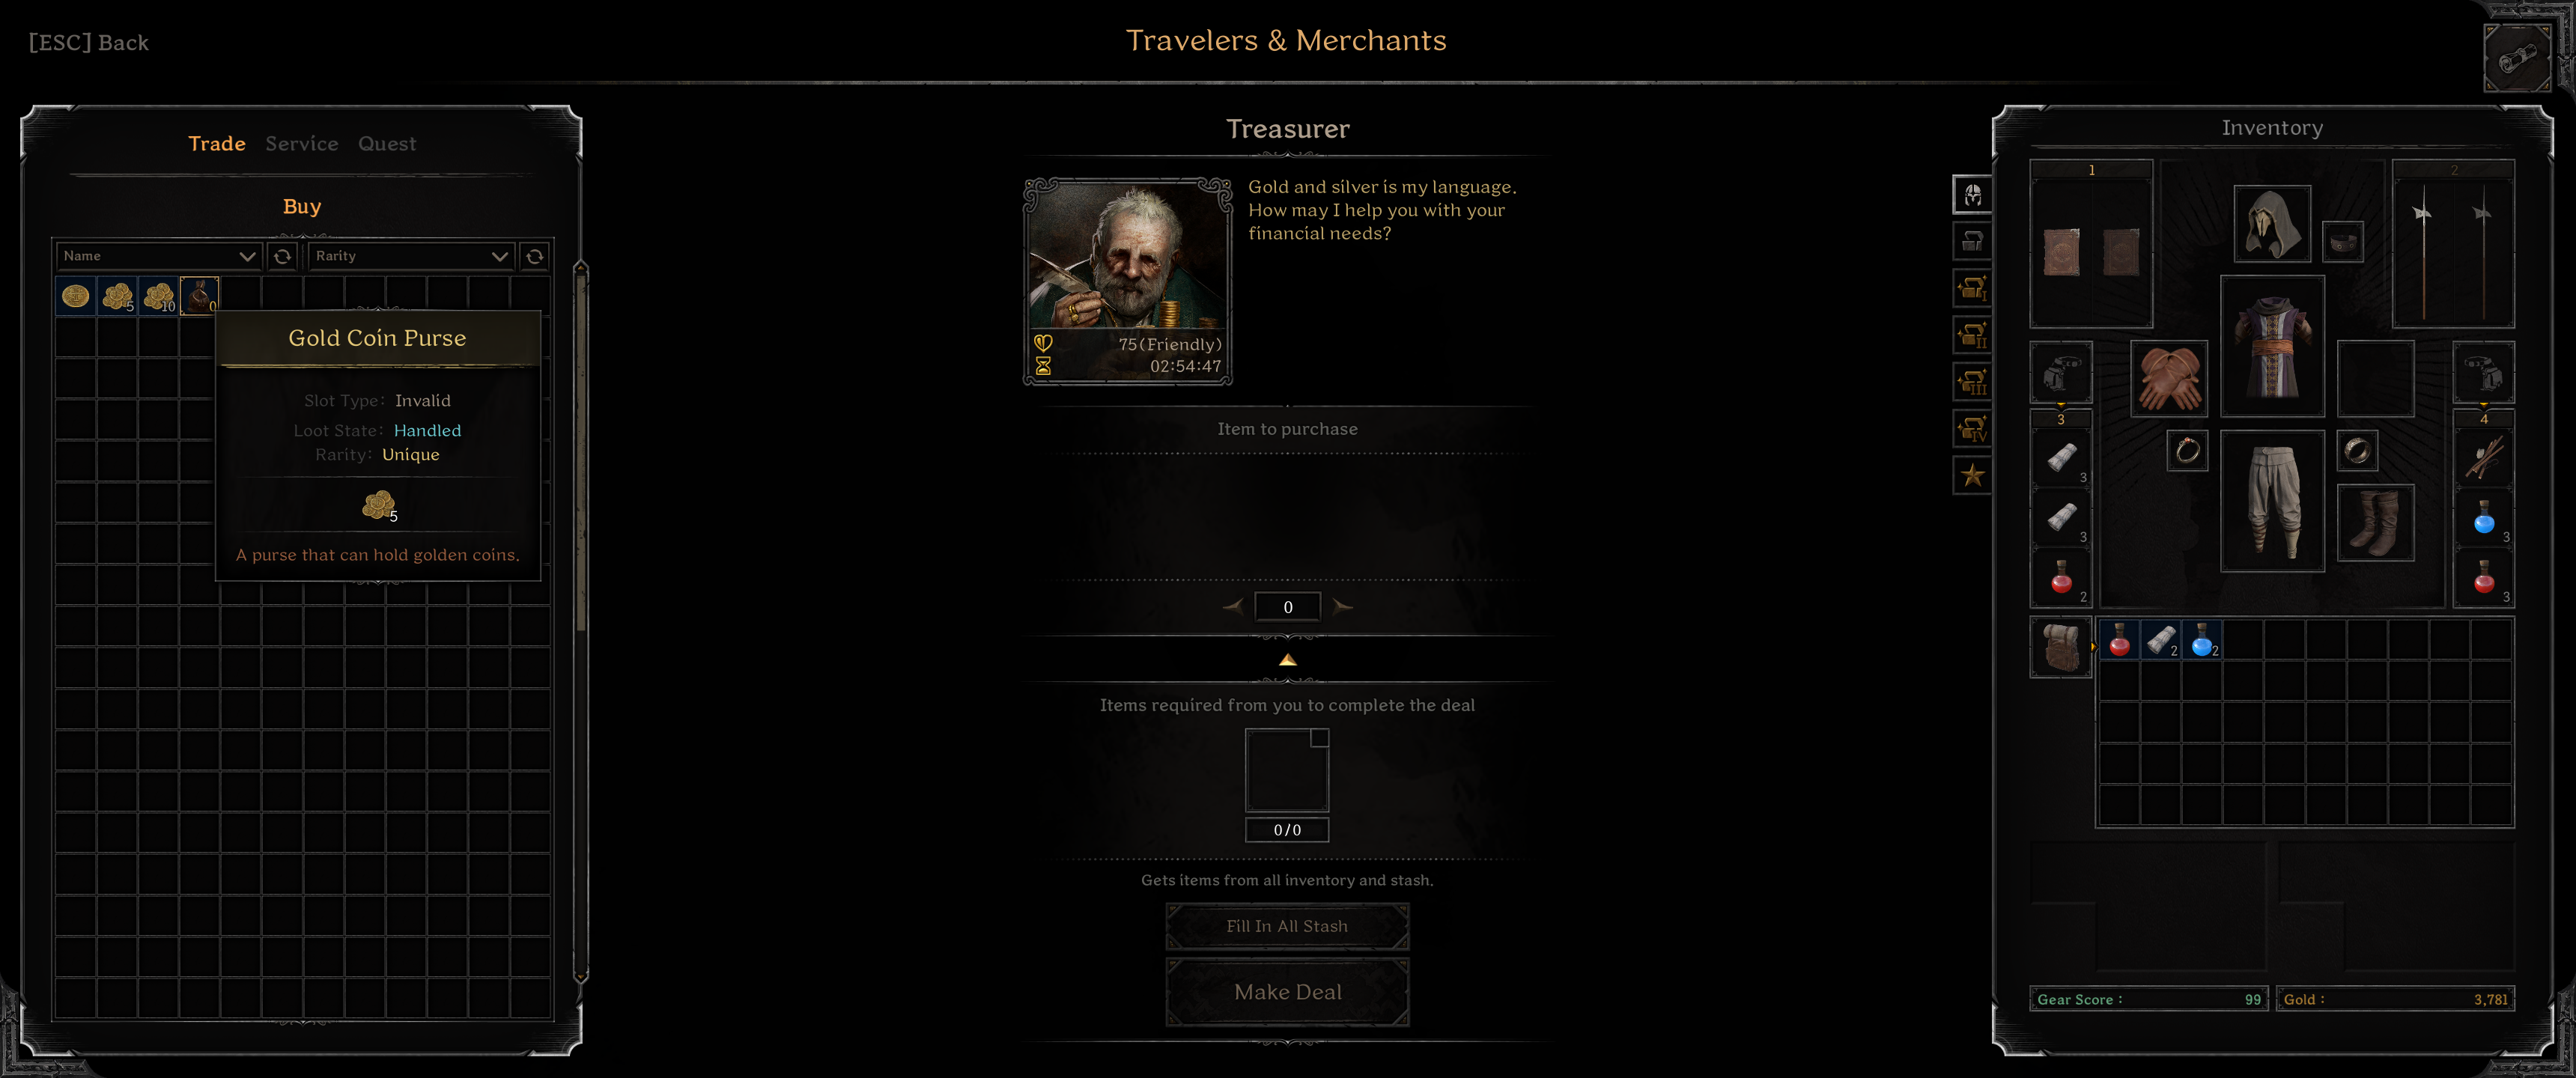 [ESC] Back
Travelers & Merchants
Trade Service Quest
Buy
Name
Rarity
5
10
0
Gold Coin Purse
Slot Type: Invalid
Loot State: Handled
Rarity: Unique
5
A purse that can hold golden coins.
Treasurer
Gold and silver is my language.
How may I help you with your
financial needs?
75(Friendly)
02:54:47
Item to purchase
0
Items required from you to complete the deal
0/0
Gets items from all inventory and stash.
Fill In All Stash
Make Deal
I
II
III
IV
Inventory
1
2
3
4
3
3
3
2
3
2
2
Gear Score : 99
Gold : 3,781